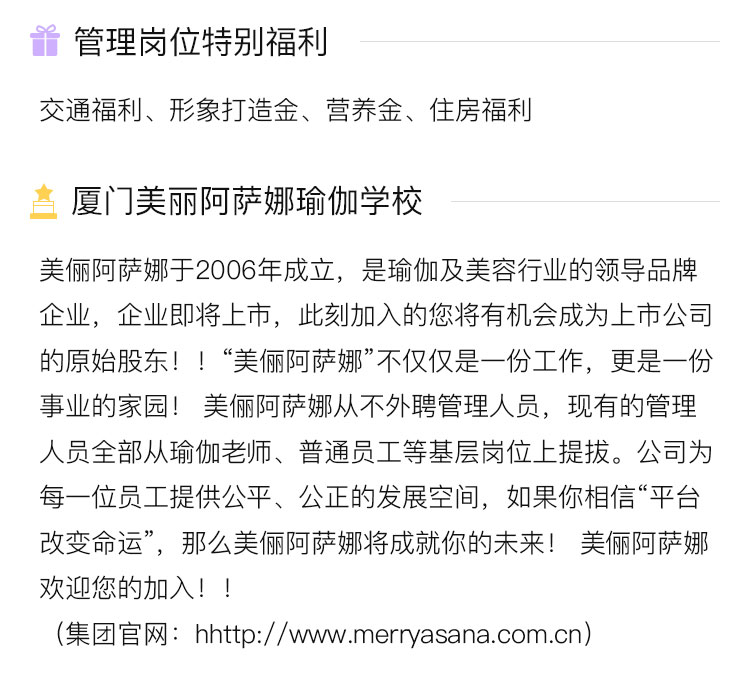 管理岗位特别福利
交通福利、形象打造金、营养金、住房福利
厦门美丽阿萨娜瑜伽学校
美俪阿萨娜于2006年成立，是瑜伽及美容行业的领导品牌
企业，企业即将上市，此刻加入的您将有机会成为上市公司
的原始股东！！“美俪阿萨娜”不仅仅是一份工作，更是一份
事业的家园！ 美俪阿萨娜从不外聘管理人员，现有的管理
人员全部从瑜伽老师、普通员工等基层岗位上提拔。公司为
每一位员工提供公平、公正的发展空间，如果你相信“平台
改变命运”，那么美俪阿萨娜将成就你的未来！ 美俪阿萨娜
欢迎您的加入！！
（集团官网：hhttp://www.merryasana.com.cn）